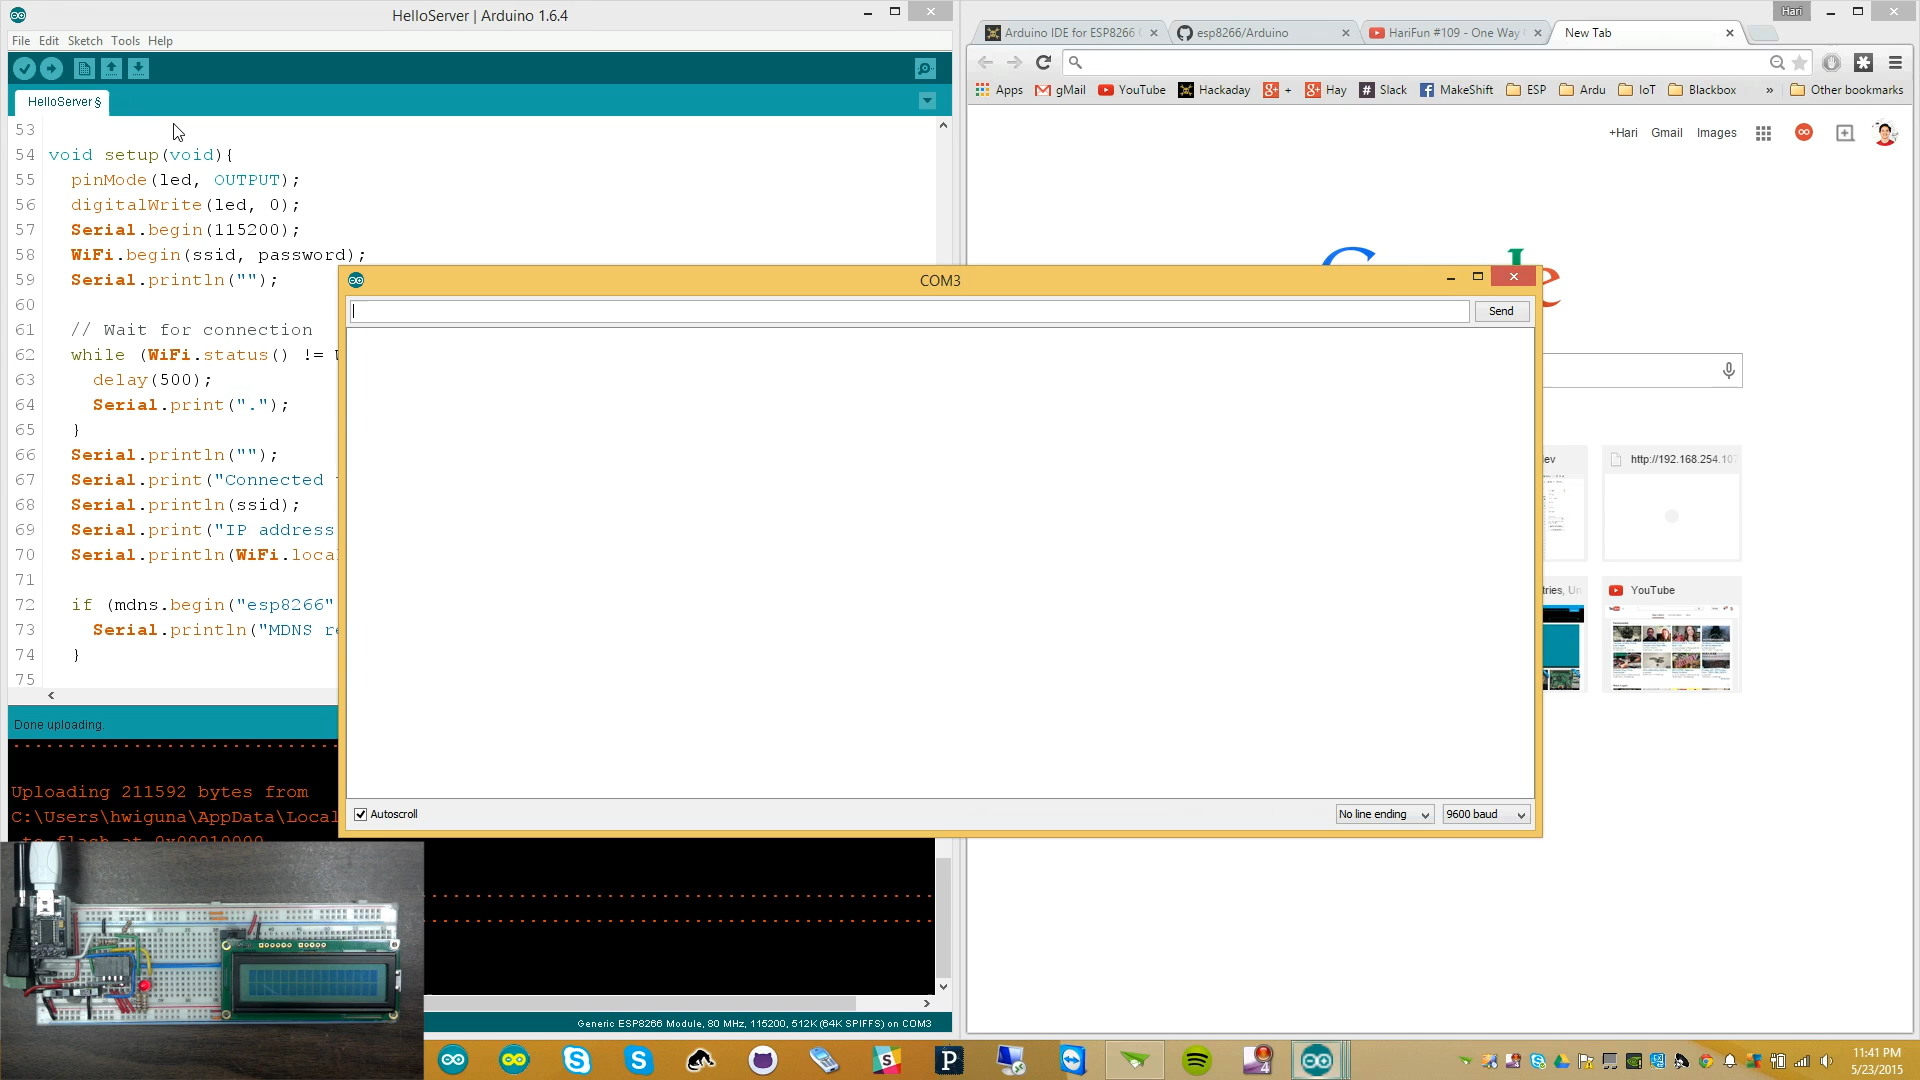 HelloServer | Arduino 1.6.4
File Edit Sketch Tools Help
HelloServer §
53
54 void setup(void){
55 pinMode(led, OUTPUT);
56 digitalWrite(led, 0);
57 Serial.begin(115200);
58 WiFi.begin(ssid, password);
59 Serial.println("");
60
61 // Wait for connection
62 while (WiFi.status() !=
63 delay(500);
64 Serial.print(".");
65 }
66 Serial.println("");
67 Serial.print("Connected
68 Serial.println(ssid);
69 Serial.print("IP address
70 Serial.println(WiFi.loca
71
72 if (mdns.begin("esp8266"
73 Serial.println("MDNS re
74 }
75
Done uploading.
Uploading 211592 bytes from
C:\Users\hwiguna\AppData\Local
to flash at 0x00010000
Generic ESP8266 Module, 80 MHz, 115200, 512K (64K SPIFFS) on COM3
COM3
Send
Autoscroll
No line ending
9600 baud
Hari
Arduino IDE for ESP8266
esp8266/Arduino
HariFun #109 - One Way
New Tab
Apps gMail YouTube Hackaday + Hay Slack MakeShift ESP Ardu IoT Blackbox » Other bookmarks
+Hari Gmail Images
http://192.168.254.107
YouTube
11:41 PM
5/23/2015